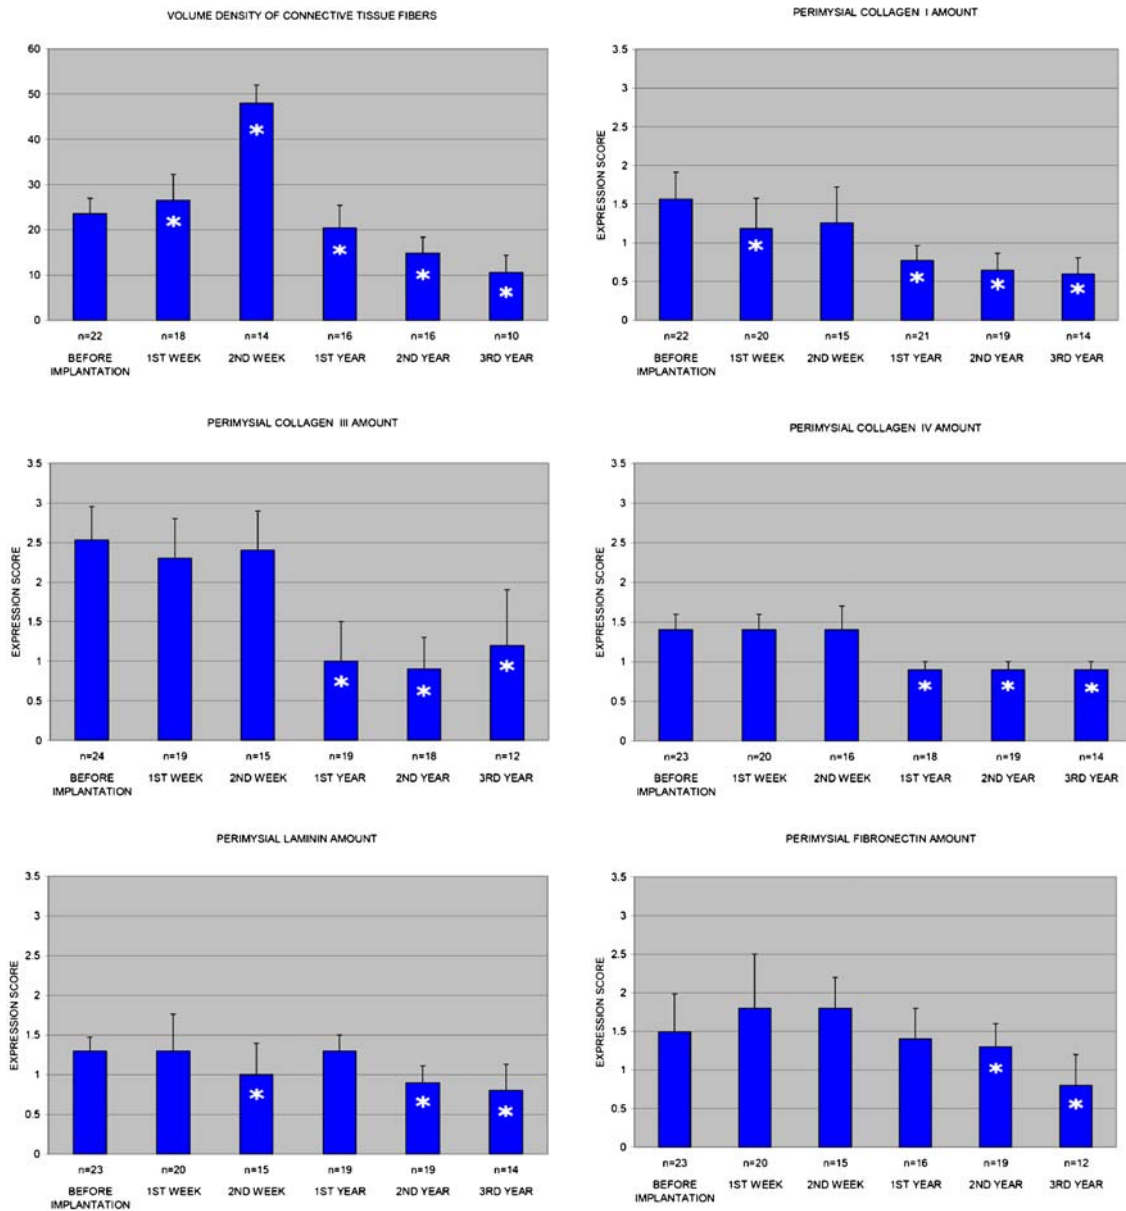 VOLUME DENSITY OF CONNECTIVE TISSUE FIBERS
60
50
40
30
20
10
0
*
*
*
*
*
n=22 n=18 n=14 n=16 n=16 n=10
BEFORE IMPLANTATION 1ST WEEK 2ND WEEK 1ST YEAR 2ND YEAR 3RD YEAR
PERIMYSIAL COLLAGEN I AMOUNT
EXPRESSION SCORE
3.5
3
2.5
2
1.5
1
0.5
0
*
*
*
*
n=22 n=20 n=15 n=21 n=19 n=14
BEFORE IMPLANTATION 1ST WEEK 2ND WEEK 1ST YEAR 2ND YEAR 3RD YEAR
PERIMYSIAL COLLAGEN III AMOUNT
EXPRESSION SCORE
3.5
3
2.5
2
1.5
1
0.5
0
*
*
*
n=24 n=19 n=15 n=19 n=18 n=12
BEFORE IMPLANTATION 1ST WEEK 2ND WEEK 1ST YEAR 2ND YEAR 3RD YEAR
PERIMYSIAL COLLAGEN IV AMOUNT
EXPRESSION SCORE
3.5
3
2.5
2
1.5
1
0.5
0
*
*
*
n=23 n=20 n=16 n=18 n=19 n=14
BEFORE IMPLANTATION 1ST WEEK 2ND WEEK 1ST YEAR 2ND YEAR 3RD YEAR
PERIMYSIAL LAMININ AMOUNT
EXPRESSION SCORE
3.5
3
2.5
2
1.5
1
0.5
0
*
*
*
n=23 n=20 n=15 n=19 n=19 n=14
BEFORE IMPLANTATION 1ST WEEK 2ND WEEK 1ST YEAR 2ND YEAR 3RD YEAR
PERIMYSIAL FIBRONECTIN AMOUNT
EXPRESSION SCORE
3.5
3
2.5
2
1.5
1
0.5
0
*
*
n=23 n=20 n=15 n=16 n=19 n=12
BEFORE IMPLANTATION 1ST WEEK 2ND WEEK 1ST YEAR 2ND YEAR 3RD YEAR